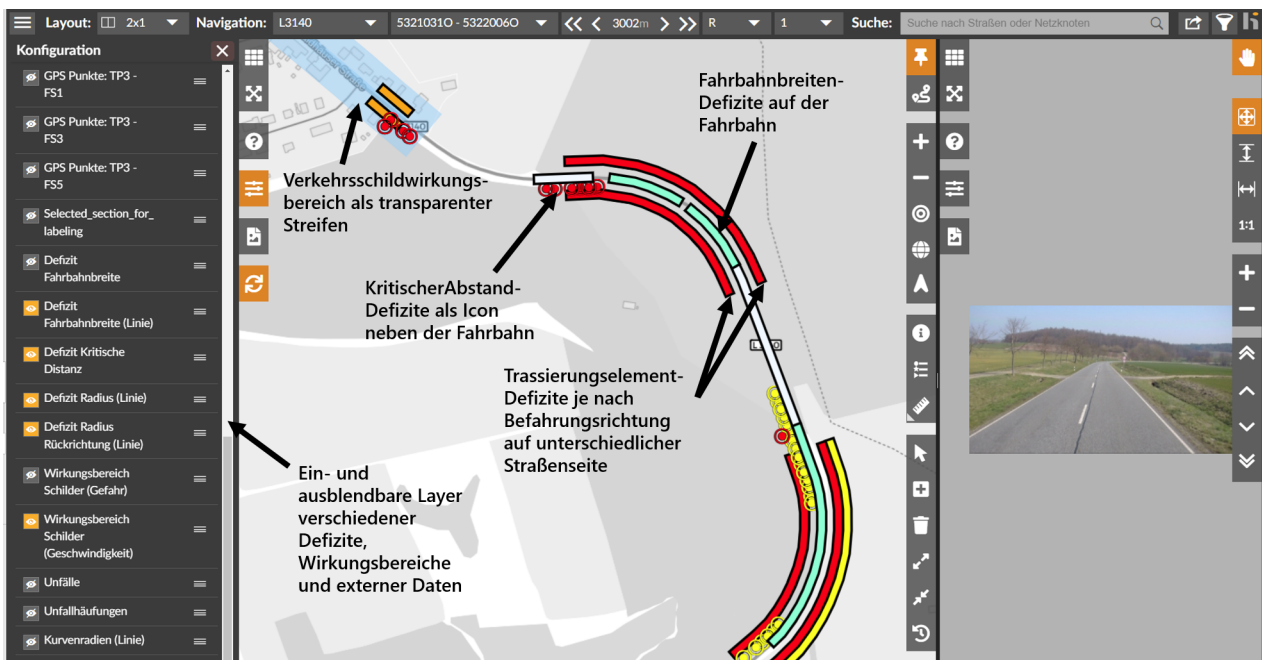 Layout: 2x1 Navigation: L3140 5321031O - 5322006O 3002m R 1 Suche: Suche nach Straßen oder Netzknoten
Konfiguration
GPS Punkte: TP3 -
FS1
GPS Punkte: TP3 -
FS3
GPS Punkte: TP3 -
FS5
Selected_section_for_
labeling
Defizit
Fahrbahnbreite
Defizit
Fahrbahnbreite (Linie)
Defizit Kritische
Distanz
Defizit Radius (Linie)
Defizit Radius
Rückrichtung (Linie)
Wirkungsbereich
Schilder (Gefahr)
Wirkungsbereich
Schilder
(Geschwindigkeit)
Unfälle
Unfallhäufungen
Kurvenradien (Linie)
Fahrbahnbreiten-
Defizite auf der
Fahrbahn
Verkehrsschildwirkungs-
bereich als transparenter
Streifen
KritischerAbstand-
Defizite als Icon
neben der Fahrbahn
Trassierungselement-
Defizite je nach
Befahrungsrichtung
auf unterschiedlicher
Straßenseite
Ein- und
ausblendbare Layer
verschiedener
Defizite,
Wirkungsbereiche
und externer Daten
1:1